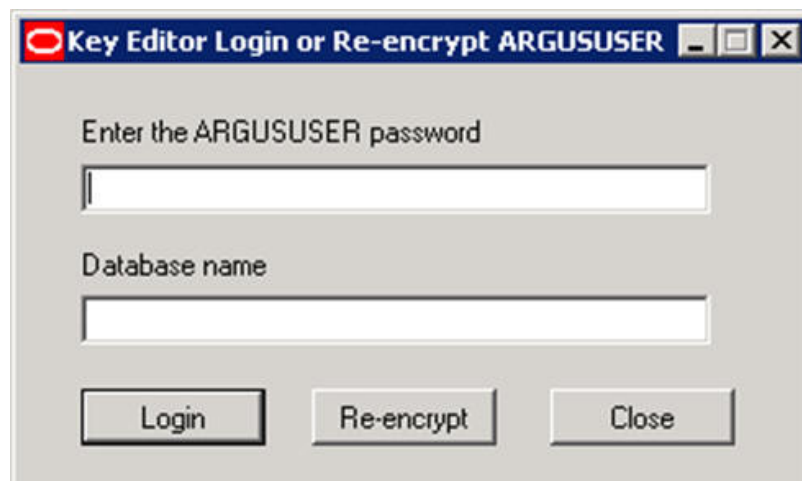 Key Editor Login or Re-encrypt ARGUSUSER
Enter the ARGUSUSER password
Database name
Login Re-encrypt Close